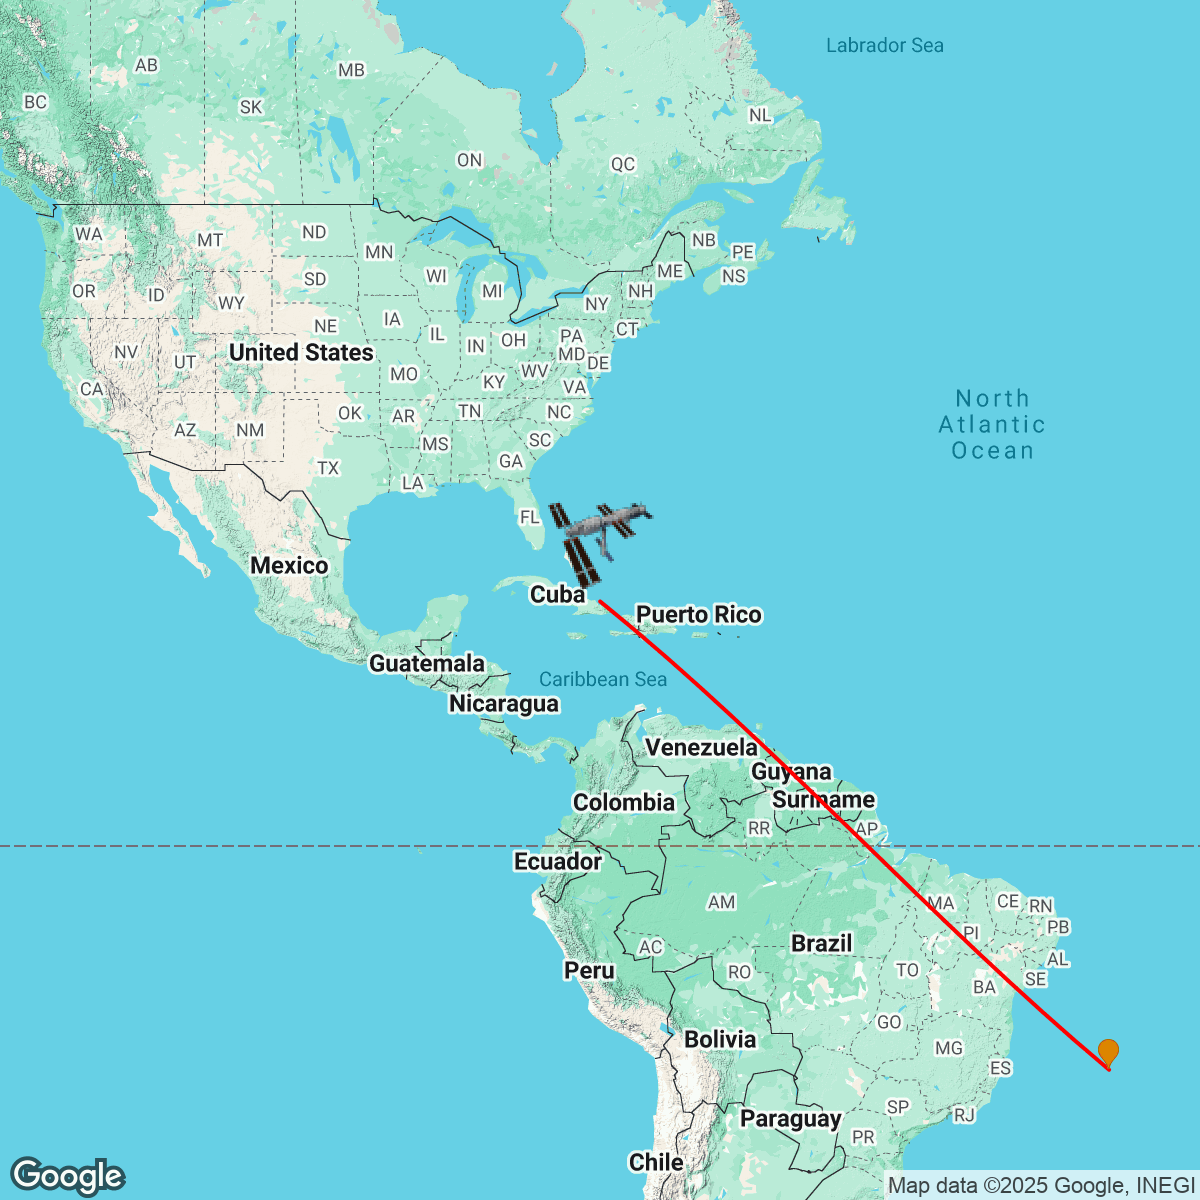 Labrador Sea
AB
MB
BC
SK
NL
ON
QC
WA
MT
ND
MN
NB
PE
ME
NS
OR
ID
WY
SD
WI
MI
NY
NH
NE
IA
IL
IN
OH
PA
CT
NV
UT
United States
MD
DE
CA
MO
KY
WV
VA
AZ
NM
OK
AR
TN
NC
North
Atlantic
Ocean
MS
SC
TX
LA
GA
FL
Mexico
Cuba
Puerto Rico
Guatemala
Caribbean Sea
Nicaragua
Venezuela
Guyana
Colombia
Suriname
RR
AP
Ecuador
AM
MA
CE
RN
PI
PB
AC
Brazil
AL
Peru
RO
TO
BA
SE
Bolivia
GO
MG
ES
SP
RJ
Paraguay
PR
Chile
Google
Map data ©2025 Google, INEGI